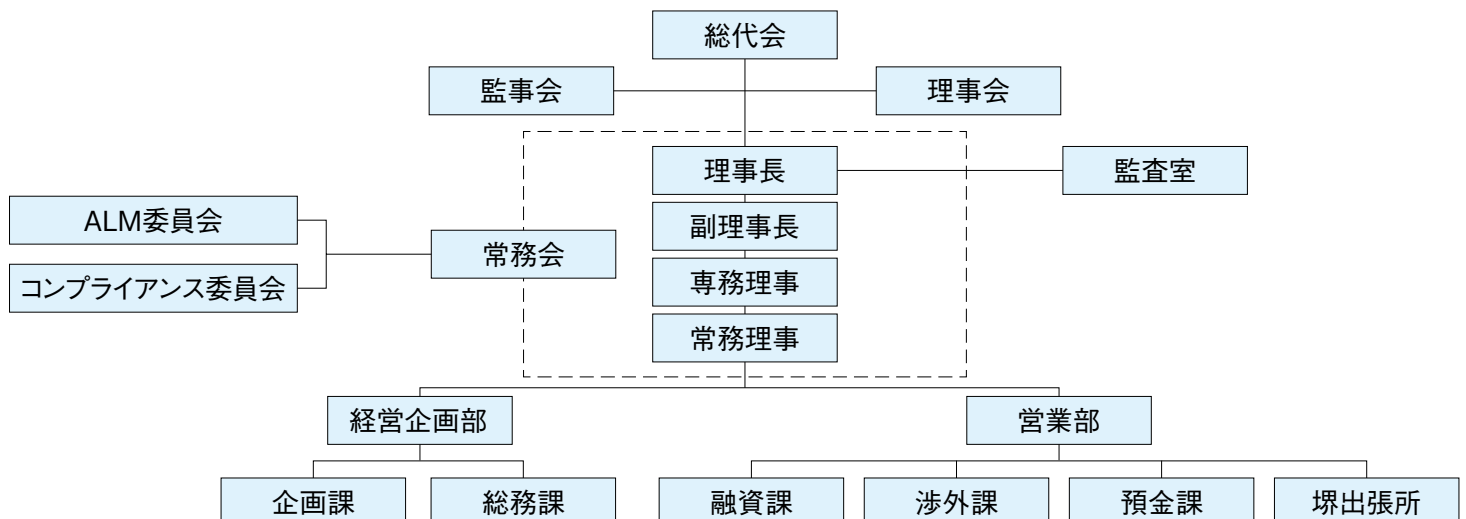 総代会
監事会
理事会
理事長
監査室
副理事長
ALM委員会
常務会
専務理事
コンプライアンス委員会
常務理事
経営企画部
営業部
企画課
総務課
融資課
渉外課
預金課
堺出張所